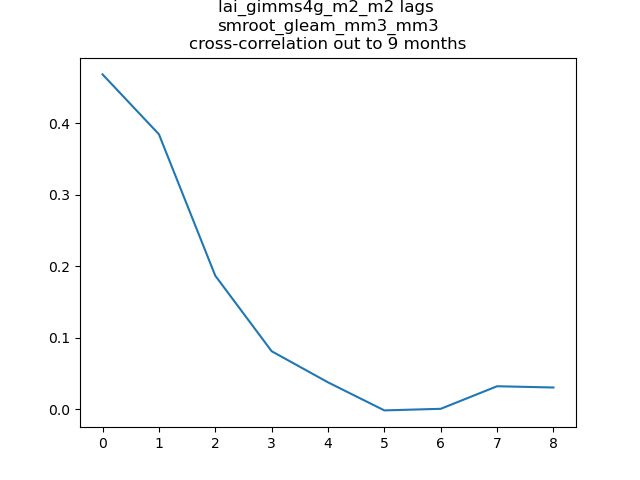 lai_gimms4g_m2_m2 lags
smroot_gleam_mm3_mm3
cross-correlation out to 9 months
0.4
0.3
0.2
0.1
0.0
0 1 2 3 4 5 6 7 8